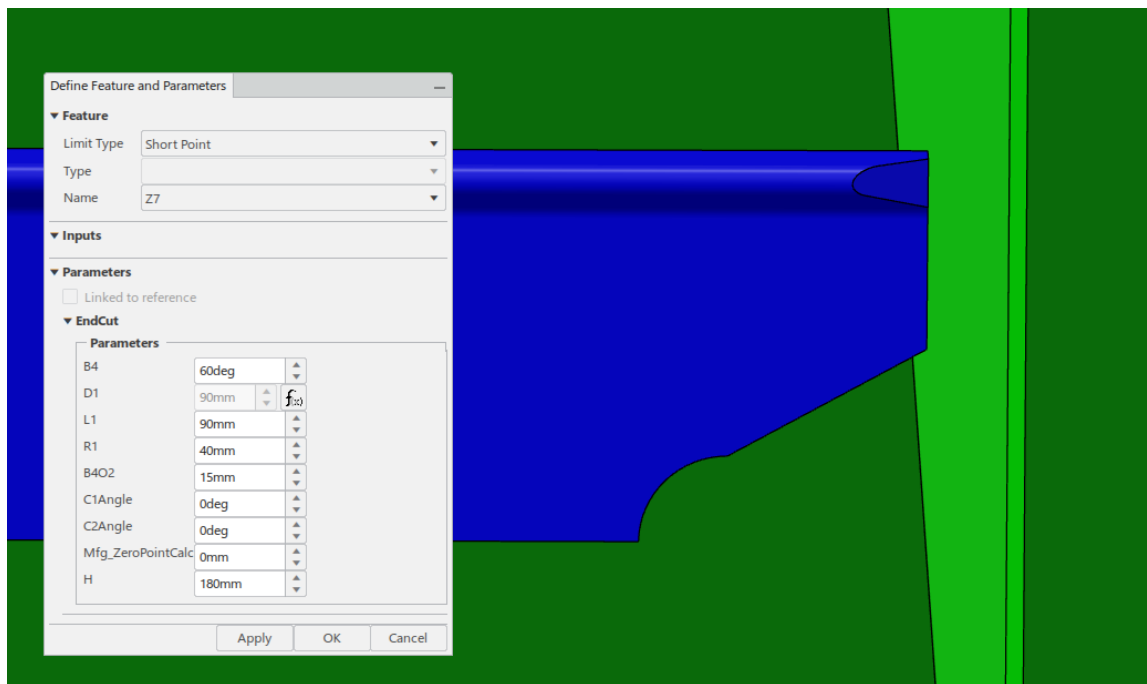 Define Feature and Parameters
Feature
Limit Type Short Point
Type
Name Z7
Inputs
Parameters
Linked to reference
EndCut
Parameters
B4 60deg
D1 90mm f(x)
L1 90mm
R1 40mm
B4O2 15mm
C1Angle 0deg
C2Angle 0deg
Mfg_ZeroPointCalc 0mm
H 180mm
Apply OK Cancel